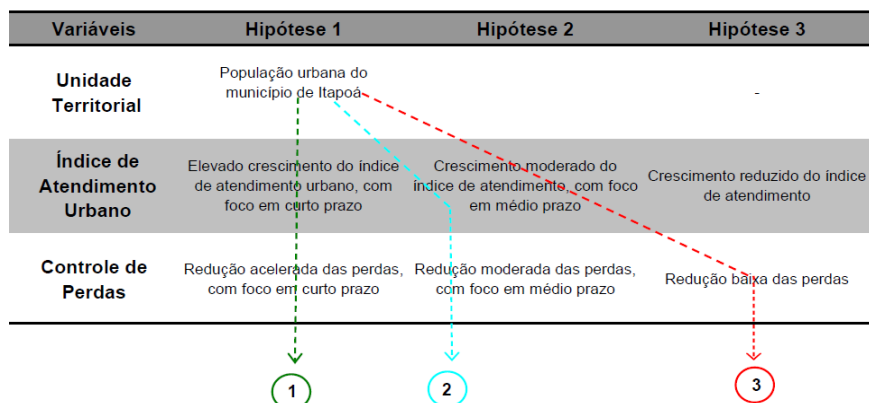 Variáveis Hipótese 1 Hipótese 2 Hipótese 3
Unidade
Territorial
População urbana do
município de Itapoá
-
Índice de
Atendimento
Urbano
Elevado crescimento do índice
de atendimento urbano, com
foco em curto prazo
Crescimento moderado do
índice de atendimento, com foco
em médio prazo
Crescimento reduzido do índice
de atendimento
Controle de
Perdas
Redução acelerada das perdas,
com foco em curto prazo
Redução moderada das perdas,
com foco em médio prazo
Redução baixa das perdas
1 2 3